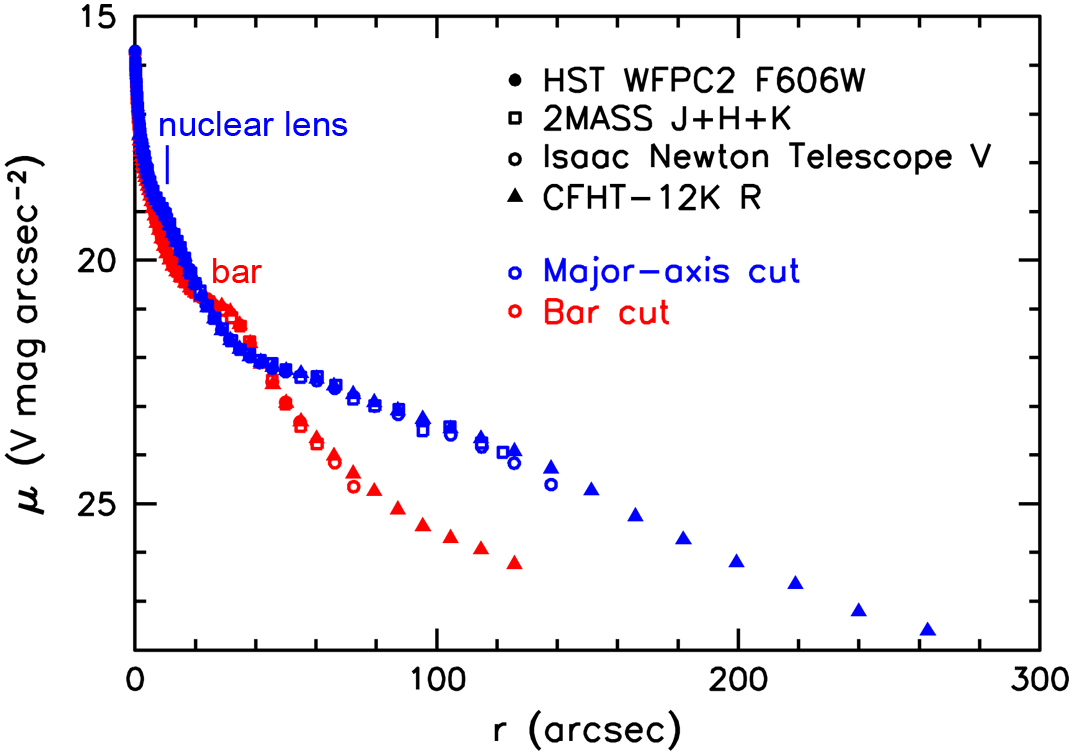 15
20
25
μ (V mag arcsec−2)
nuclear lens
bar
HST WFPC2 F606W
2MASS J+H+K
Isaac Newton Telescope V
CFHT−12K R
Major−axis cut
Bar cut
0 100 200 300
r (arcsec)